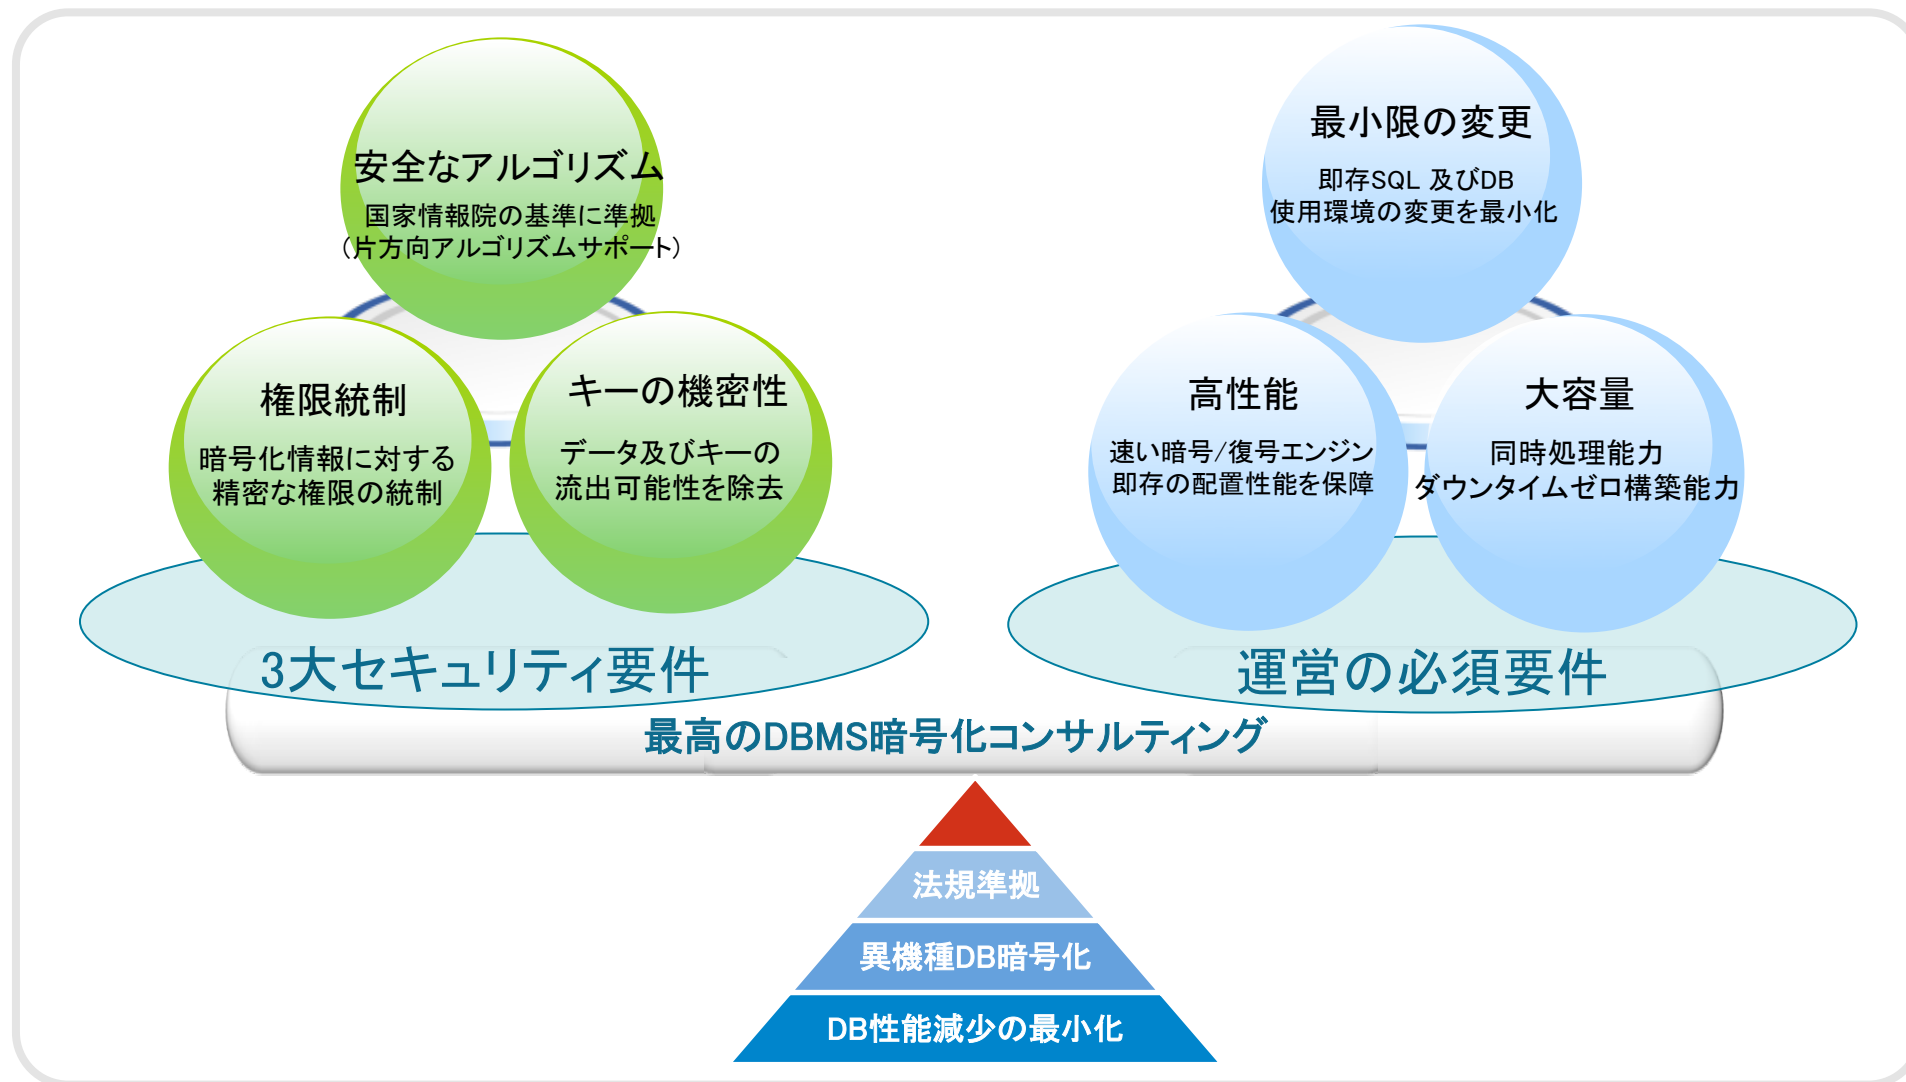 安全なアルゴリズム
国家情報院の基準に準拠
(片方向アルゴリズムサポート)
権限統制
暗号化情報に対する
精密な権限の統制
キーの機密性
データ及びキーの
流出可能性を除去
3大セキュリティ要件
最小限の変更
即存SQL 及びDB
使用環境の変更を最小化
高性能
速い暗号/復号エンジン
即存の配置性能を保障
大容量
同時処理能力
ダウンタイムゼロ構築能力
運営の必須要件
最高のDBMS暗号化コンサルティング
法規準拠
異機種DB暗号化
DB性能減少の最小化